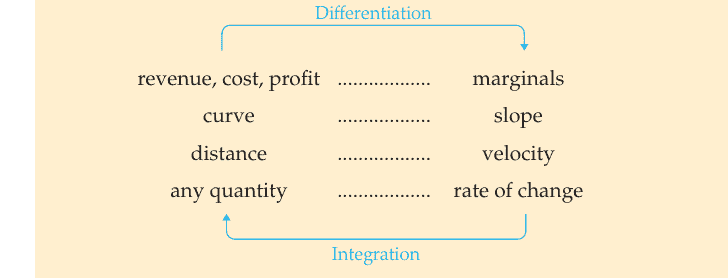 Differentiation
revenue, cost, profit .................. marginals
curve .................. slope
distance .................. velocity
any quantity .................. rate of change
Integration